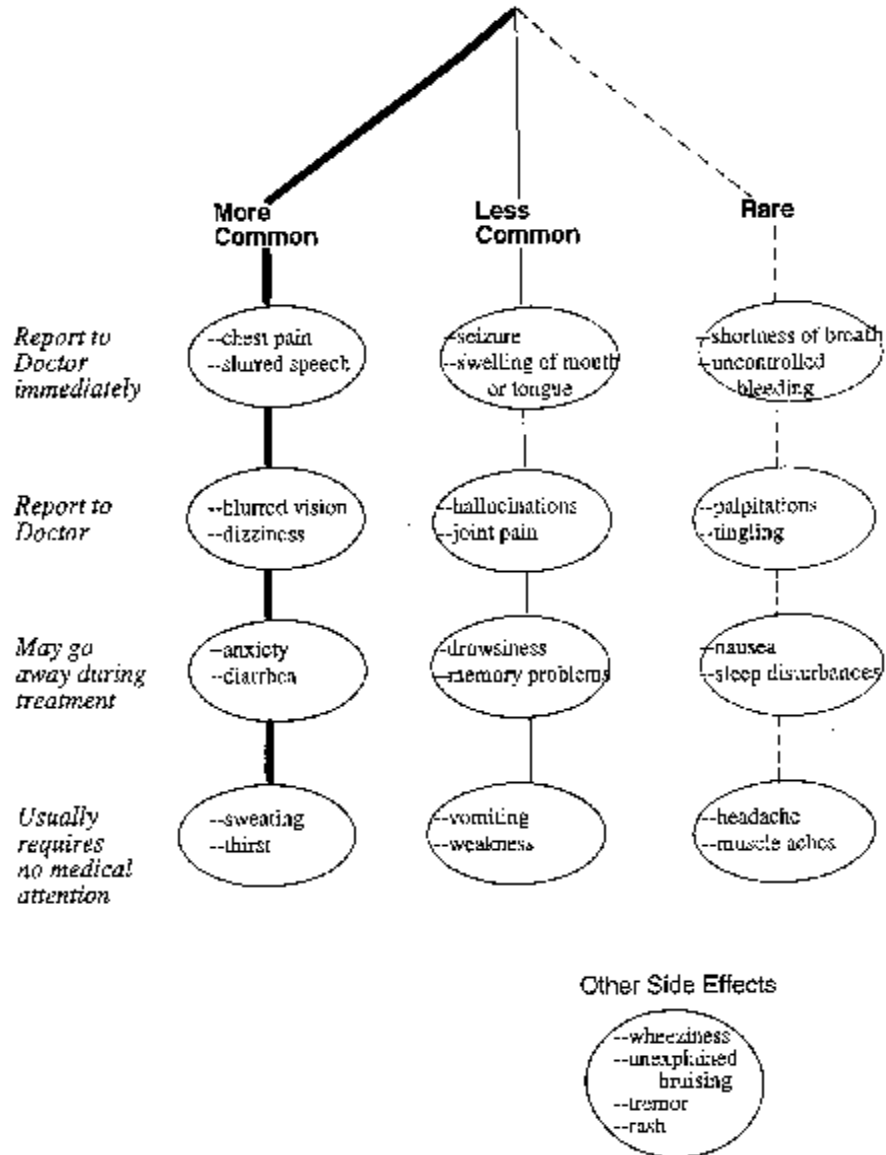 More
Common
Less
Common
Rare
Report to
Doctor
immediately
--chest pain
--slurred speech
--seizure
--swelling of mouth
or tongue
--shortness of breath
--uncontrolled
bleeding
Report to
Doctor
--blurred vision
--dizziness
--hallucinations
--joint pain
--palpitations
--tingling
May go
away during
treatment
--anxiety
--diarrhea
--drowsiness
--memory problems
--nausea
--sleep disturbances
Usually
requires
no medical
attention
--sweating
--thirst
--vomiting
--weakness
--headache
--muscle aches
Other Side Effects
--wheeziness
--unexplained
bruising
--tremor
--rash